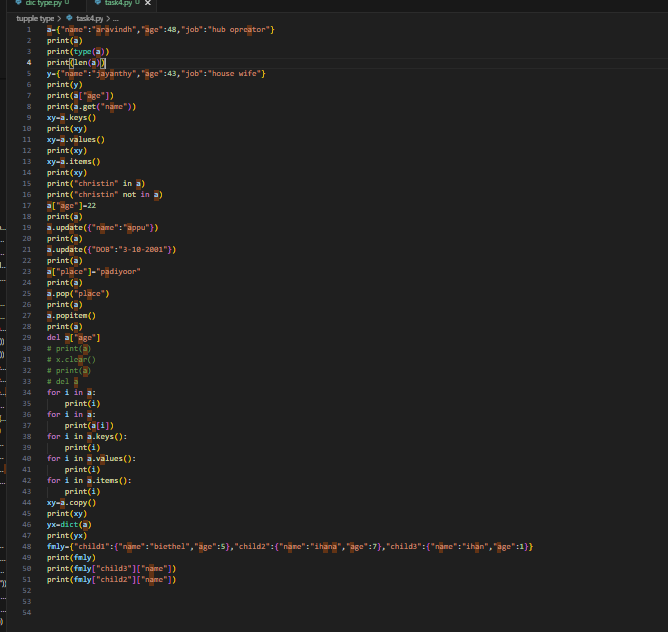 dic type.py U task4.py U ✕
tupple type > task4.py > ...
1 a={"name":"aravindh","age":48,"job":"hub opreator"}
2 print(a)
3 print(type(a))
4 print(len(a))
5 y={"name":"jayanthy","age":43,"job":"house wife"}
6 print(y)
7 print(a["age"])
8 print(a.get("name"))
9 xy=a.keys()
10 print(xy)
11 xy=a.values()
12 print(xy)
13 xy=a.items()
14 print(xy)
15 print("christin" in a)
16 print("christin" not in a)
17 a["age"]=22
18 print(a)
19 a.update({"name":"appu"})
20 print(a)
21 a.update({"DOB":"3-10-2001"})
22 print(a)
23 a["place"]="padiyoor"
24 print(a)
25 a.pop("place")
26 print(a)
27 a.popitem()
28 print(a)
29 del a["age"]
30 # print(a)
31 # x.clear()
32 # print(a)
33 # del a
34 for i in a:
35 print(i)
36 for i in a:
37 print(a[i])
38 for i in a.keys():
39 print(i)
40 for i in a.values():
41 print(i)
42 for i in a.items():
43 print(i)
44 xy=a.copy()
45 print(xy)
46 yx=dict(a)
47 print(yx)
48 fmly={"child1":{"name":"biethel","age":5},"child2":{"name":"ihana","age":7},"child3":{"name":"ihan","age":1}}
49 print(fmly)
50 print(fmly["child3"]["name"])
51 print(fmly["child2"]["name"])
52
53
54